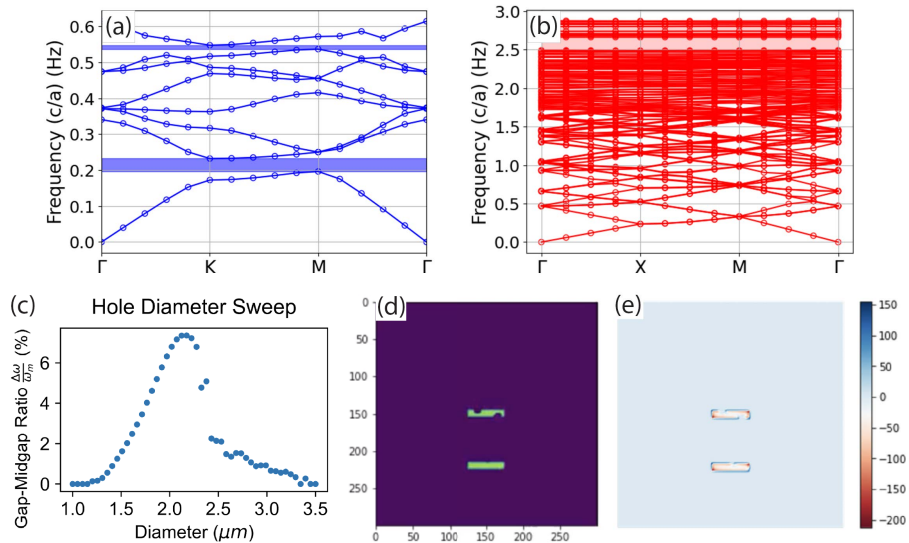 (a)
Frequency (c/a) (Hz)
0.6
0.5
0.4
0.3
0.2
0.1
0.0
Γ K M Γ
(b)
Frequency (c/a) (Hz)
3.0
2.5
2.0
1.5
1.0
0.5
0.0
Γ X M Γ
(c)
Hole Diameter Sweep
Gap-Midgap Ratio Δω/ω̄ₘ (%)
6
4
2
0
1.0 1.5 2.0 2.5 3.0 3.5
Diameter (μm)
(d)
0
50
100
150
200
250
0 50 100 150 200 250
(e)
150
100
50
0
−50
−100
−150
−200